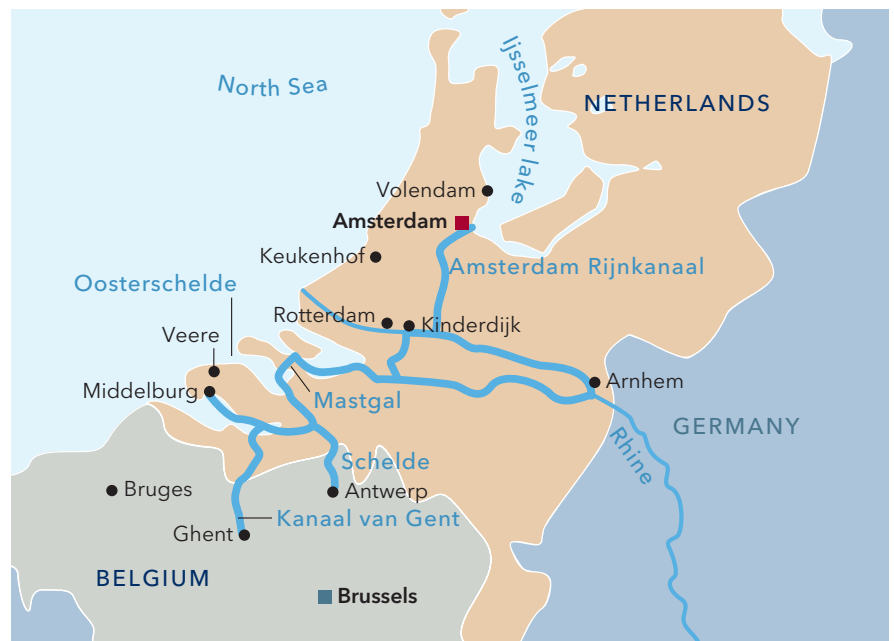 North Sea
Ijsselmeer lake
NETHERLANDS
Volendam
Amsterdam
Keukenhof
Amsterdam Rijnkanaal
Oosterschelde
Rotterdam
Kinderdijk
Veere
Middelburg
Arnhem
Mastgal
GERMANY
Rhine
Schelde
Bruges
Antwerp
Kanaal van Gent
Ghent
BELGIUM
Brussels